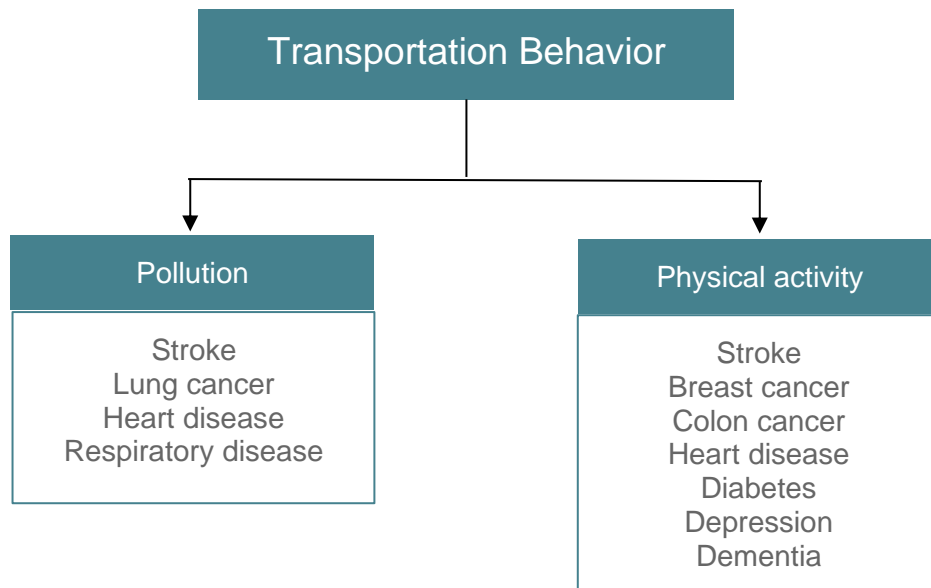 Transportation Behavior
Pollution
Stroke
Lung cancer
Heart disease
Respiratory disease
Physical activity
Stroke
Breast cancer
Colon cancer
Heart disease
Diabetes
Depression
Dementia